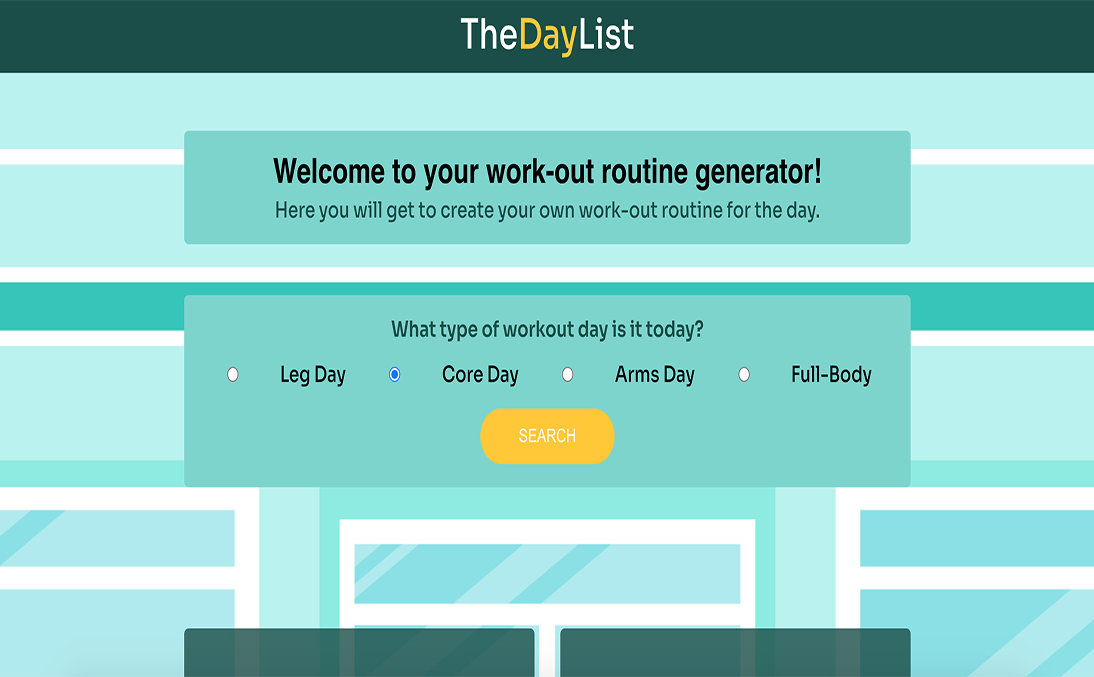 TheDayList
Welcome to your work-out routine generator!
Here you will get to create your own work-out routine for the day.
What type of workout day is it today?
Leg Day Core Day Arms Day Full-Body
SEARCH